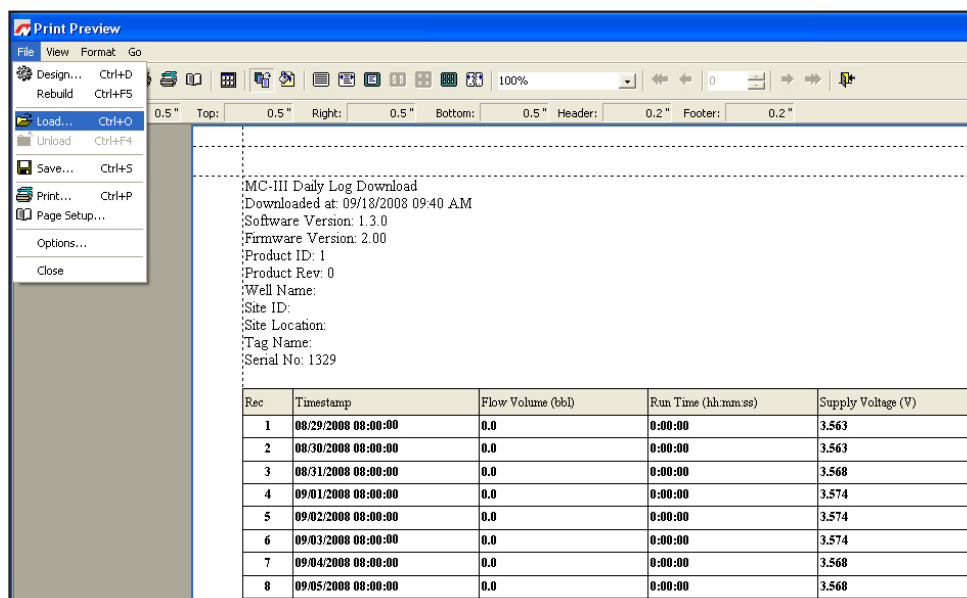 Print Preview
File View Format Go
Design... Ctrl+D
Rebuild Ctrl+F5
Load... Ctrl+O
Unload Ctrl+F4
Save... Ctrl+S
Print... Ctrl+P
Page Setup...
Options...
Close
100% 0
0.5 " Top: 0.5 " Right: 0.5 " Bottom: 0.5 " Header: 0.2 " Footer: 0.2 "
MC-III Daily Log Download
Downloaded at: 09/18/2008 09:40 AM
Software Version: 1.3.0
Firmware Version: 2.00
Product ID: 1
Product Rev: 0
Well Name:
Site ID:
Site Location:
Tag Name:
Serial No: 1329
Rec Timestamp Flow Volume (bbl) Run Time (hh:mm:ss) Supply Voltage (V)
1 08/29/2008 08:00:00 0.0 0:00:00 3.563
2 08/30/2008 08:00:00 0.0 0:00:00 3.563
3 08/31/2008 08:00:00 0.0 0:00:00 3.568
4 09/01/2008 08:00:00 0.0 0:00:00 3.574
5 09/02/2008 08:00:00 0.0 0:00:00 3.574
6 09/03/2008 08:00:00 0.0 0:00:00 3.574
7 09/04/2008 08:00:00 0.0 0:00:00 3.568
8 09/05/2008 08:00:00 0.0 0:00:00 3.568